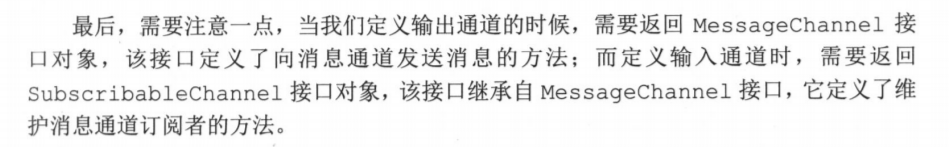 最后，需要注意一点，当我们定义输出通道的时候，需要返回 MessageChannel 接
口对象，该接口定义了向消息通道发送消息的方法；而定义输入通道时，需要返回
SubscribableChannel 接口对象，该接口继承自 MessageChannel 接口，它定义了维
护消息通道订阅者的方法。